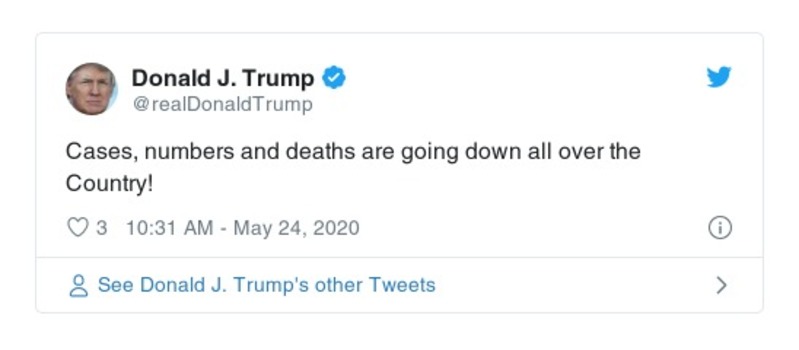 Donald J. Trump
@realDonaldTrump
Cases, numbers and deaths are going down all over the
Country!
3 10:31 AM - May 24, 2020
See Donald J. Trump's other Tweets